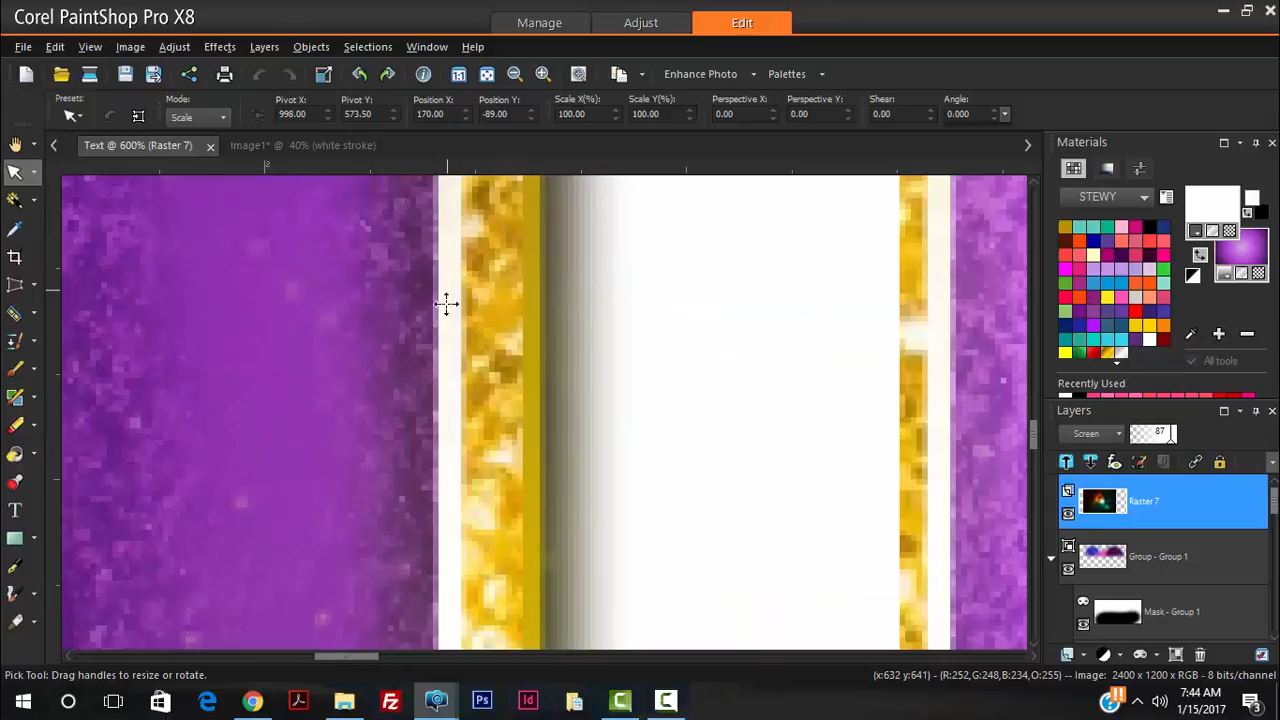 Corel PaintShop Pro X8
Manage Adjust Edit
File Edit View Image Adjust Effects Layers Objects Selections Window Help
Enhance Photo Palettes
Presets: Mode: Pivot X: Pivot Y: Position X: Position Y: Scale X(%): Scale Y(%): Perspective X: Perspective Y: Shear: Angle:
Scale 998.00 573.50 170.00 -89.00 100.00 100.00 0.00 0.00 0.00 0.000
Text @ 600% (Raster 7) Image1* @ 40% (white stroke)
2
Materials
STEWY
All tools
Recently Used
Layers
Screen 87
Raster 7
Group - Group 1
Mask - Group 1
Pick Tool: Drag handles to resize or rotate.
(x:632 y:641) - (R:252,G:248,B:234,O:255) -- Image: 2400 x 1200 x RGB - 8 bits/channel
Ps Id
7:44 AM
1/15/2017
3